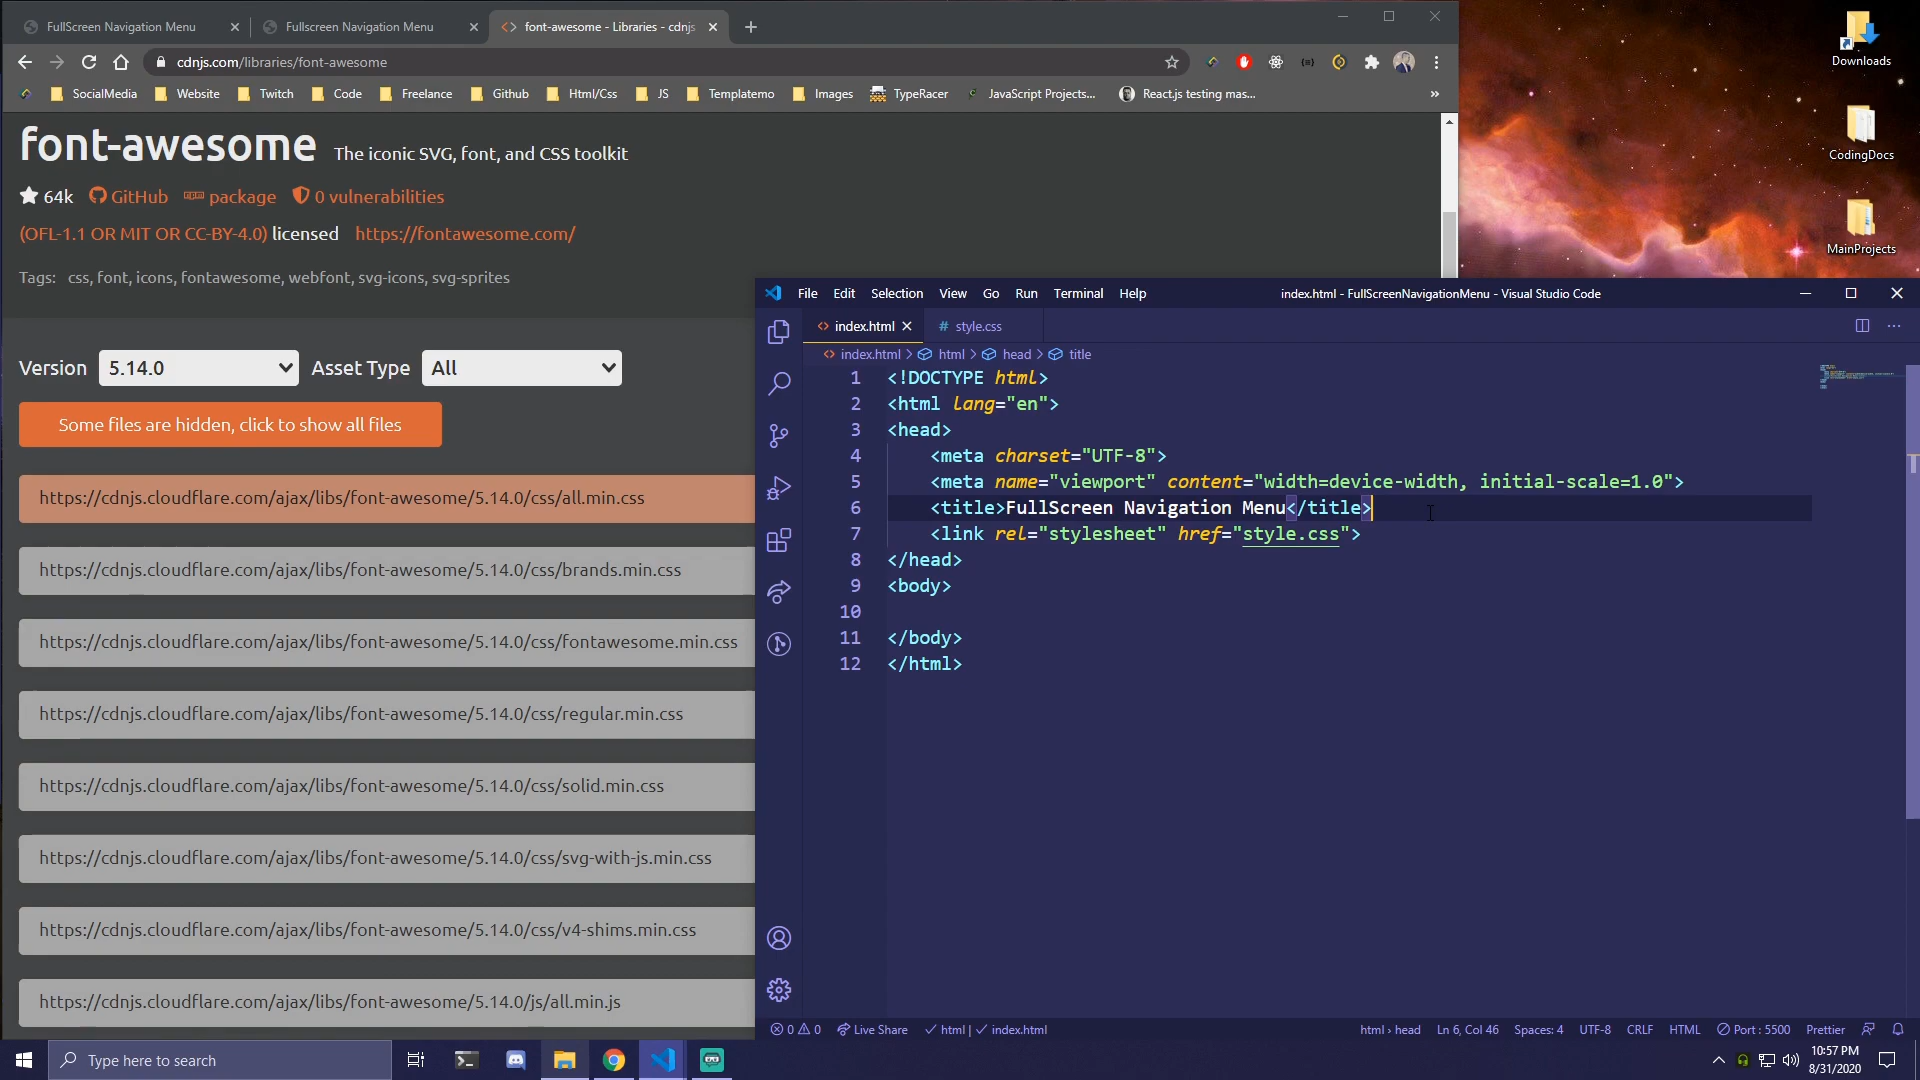 FullScreen Navigation Menu
Fullscreen Navigation Menu
font-awesome - Libraries - cdnjs
cdnjs.com/libraries/font-awesome
SocialMedia
Website
Twitch
Code
Freelance
Github
Html/Css
JS
Templatemo
Images
TypeRacer
JavaScript Projects...
React.js testing mas...
»
font-awesome The iconic SVG, font, and CSS toolkit
64k GitHub package 0 vulnerabilities
(OFL-1.1 OR MIT OR CC-BY-4.0) licensed https://fontawesome.com/
Tags: css, font, icons, fontawesome, webfont, svg-icons, svg-sprites
Version 5.14.0 Asset Type All
Some files are hidden, click to show all files
https://cdnjs.cloudflare.com/ajax/libs/font-awesome/5.14.0/css/all.min.css
https://cdnjs.cloudflare.com/ajax/libs/font-awesome/5.14.0/css/brands.min.css
https://cdnjs.cloudflare.com/ajax/libs/font-awesome/5.14.0/css/fontawesome.min.css
https://cdnjs.cloudflare.com/ajax/libs/font-awesome/5.14.0/css/regular.min.css
https://cdnjs.cloudflare.com/ajax/libs/font-awesome/5.14.0/css/solid.min.css
https://cdnjs.cloudflare.com/ajax/libs/font-awesome/5.14.0/css/svg-with-js.min.css
https://cdnjs.cloudflare.com/ajax/libs/font-awesome/5.14.0/css/v4-shims.min.css
https://cdnjs.cloudflare.com/ajax/libs/font-awesome/5.14.0/js/all.min.js
Downloads
CodingDocs
MainProjects
File Edit Selection View Go Run Terminal Help
index.html - FullScreenNavigationMenu - Visual Studio Code
index.html
# style.css
index.html > html > head > title
1 <!DOCTYPE html>
2 <html lang="en">
3 <head>
4 <meta charset="UTF-8">
5 <meta name="viewport" content="width=device-width, initial-scale=1.0">
6 <title>FullScreen Navigation Menu</title>
7 <link rel="stylesheet" href="style.css">
8 </head>
9 <body>
10
11 </body>
12 </html>
0 0 Live Share html | index.html
html › head Ln 6, Col 46 Spaces: 4 UTF-8 CRLF HTML Port : 5500 Prettier
Type here to search
10:57 PM
8/31/2020